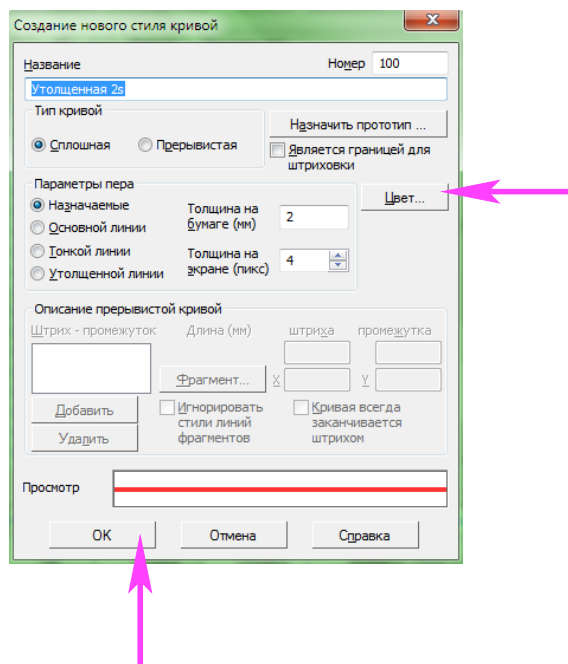 Создание нового стиля кривой
Название Номер 100
Утолщенная 2s
Тип кривой
Сплошная Прерывистая
Назначить прототип ...
Является границей для
штриховки
Параметры пера
Назначаемые
Основной линии
Тонкой линии
Утолщенной линии
Толщина на
бумаге (мм) 2
Толщина на
экране (пикс) 4
Цвет...
Описание прерывистой кривой
Штрих - промежуток Длина (мм) штриха промежутка
Фрагмент... X Y
Добавить
Удалить
Игнорировать
стили линий
фрагментов
Кривая всегда
заканчивается
штрихом
Просмотр
OK Отмена Справка